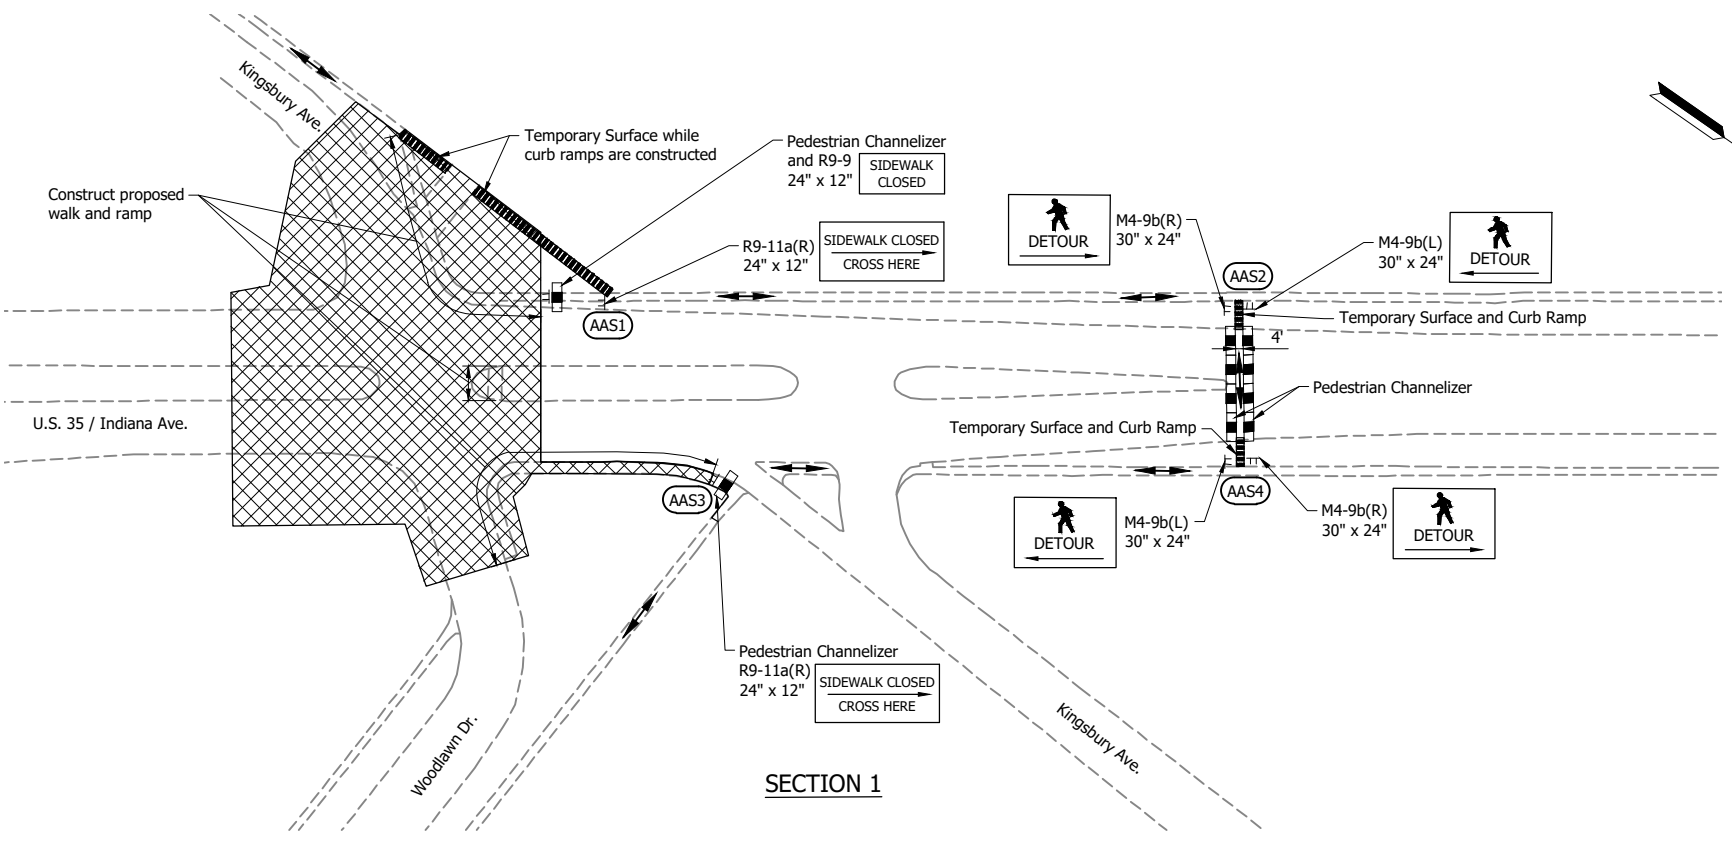 Kingsbury Ave.
Temporary Surface while
curb ramps are constructed
Pedestrian Channelizer
and R9-9
24" x 12"
SIDEWALK
CLOSED
Construct proposed
walk and ramp
R9-11a(R)
24" x 12"
SIDEWALK CLOSED
CROSS HERE
AAS1
DETOUR
M4-9b(R)
30" x 24"
M4-9b(L)
30" x 24"
DETOUR
AAS2
Temporary Surface and Curb Ramp
4'
Pedestrian Channelizer
U.S. 35 / Indiana Ave.
Temporary Surface and Curb Ramp
AAS3
AAS4
DETOUR
M4-9b(L)
30" x 24"
M4-9b(R)
30" x 24"
DETOUR
Pedestrian Channelizer
R9-11a(R)
24" x 12"
SIDEWALK CLOSED
CROSS HERE
Woodlawn Dr.
Kingsbury Ave.
SECTION 1